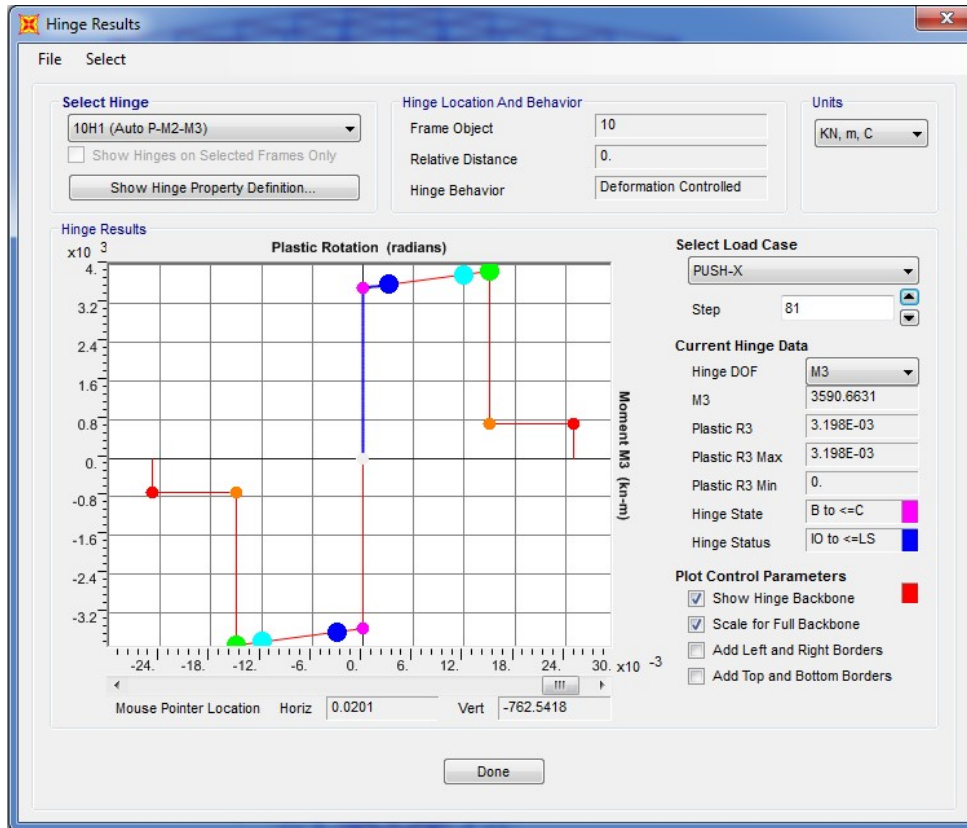 Hinge Results
File Select
Select Hinge
10H1 (Auto P-M2-M3)
Show Hinges on Selected Frames Only
Show Hinge Property Definition...
Hinge Location And Behavior
Frame Object 10
Relative Distance 0.
Hinge Behavior Deformation Controlled
Units
KN, m, C
Hinge Results
x10 3
Plastic Rotation (radians)
4.
3.2
2.4
1.6
0.8
0.
-0.8
-1.6
-2.4
-3.2
-24. -18. -12. -6. 0. 6. 12. 18. 24. 30. x10 -3
Moment M3 (kn-m)
Mouse Pointer Location Horiz 0.0201 Vert -762.5418
Select Load Case
PUSH-X
Step 81
Current Hinge Data
Hinge DOF M3
M3 3590.6631
Plastic R3 3.198E-03
Plastic R3 Max 3.198E-03
Plastic R3 Min 0.
Hinge State B to <=C
Hinge Status IO to <=LS
Plot Control Parameters
Show Hinge Backbone
Scale for Full Backbone
Add Left and Right Borders
Add Top and Bottom Borders
Done